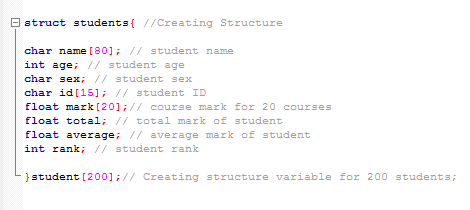 struct students{ //Creating Structure
char name[80]; // student name
int age; // student age
char sex; // student sex
char id[15]; // student ID
float mark[20];// course mark for 20 courses
float total; // total mark of student
float average; // average mark of student
int rank; // student rank
}student[200];// Creating structure variable for 200 students;